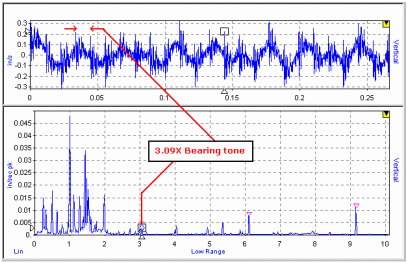 0.3
0.2
0.1
0
-0.1
-0.3
in/s
Vertical
0 0.05 0.1 0.15 0.2 0.25
3.09X Bearing tone
0.045
0.04
0.035
0.03
0.025
0.02
0.015
0.01
0.005
0
in/sec pk
Vertical
0 1 2 3 4 5 6 7 8 9 10
Lin Low Range